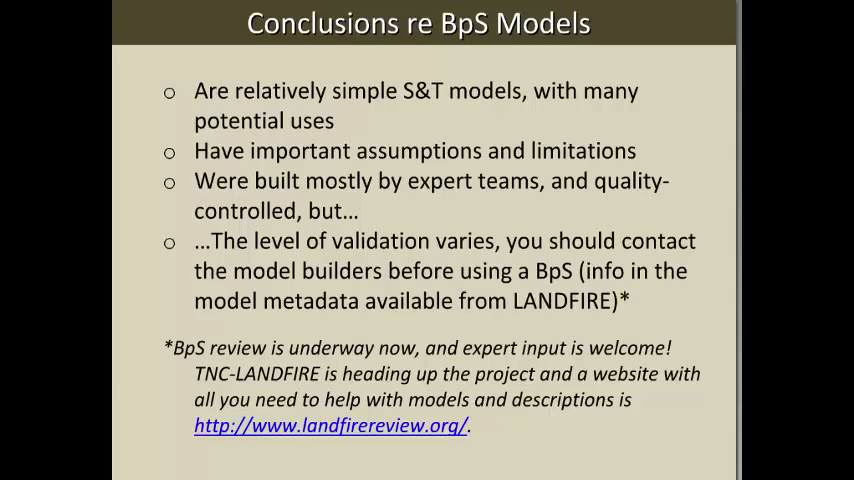 Conclusions re BpS Models
o Are relatively simple S&T models, with many
potential uses
o Have important assumptions and limitations
o Were built mostly by expert teams, and quality-
controlled, but…
o …The level of validation varies, you should contact
the model builders before using a BpS (info in the
model metadata available from LANDFIRE)*
*BpS review is underway now, and expert input is welcome!
TNC-LANDFIRE is heading up the project and a website with
all you need to help with models and descriptions is
http://www.landfirereview.org/.